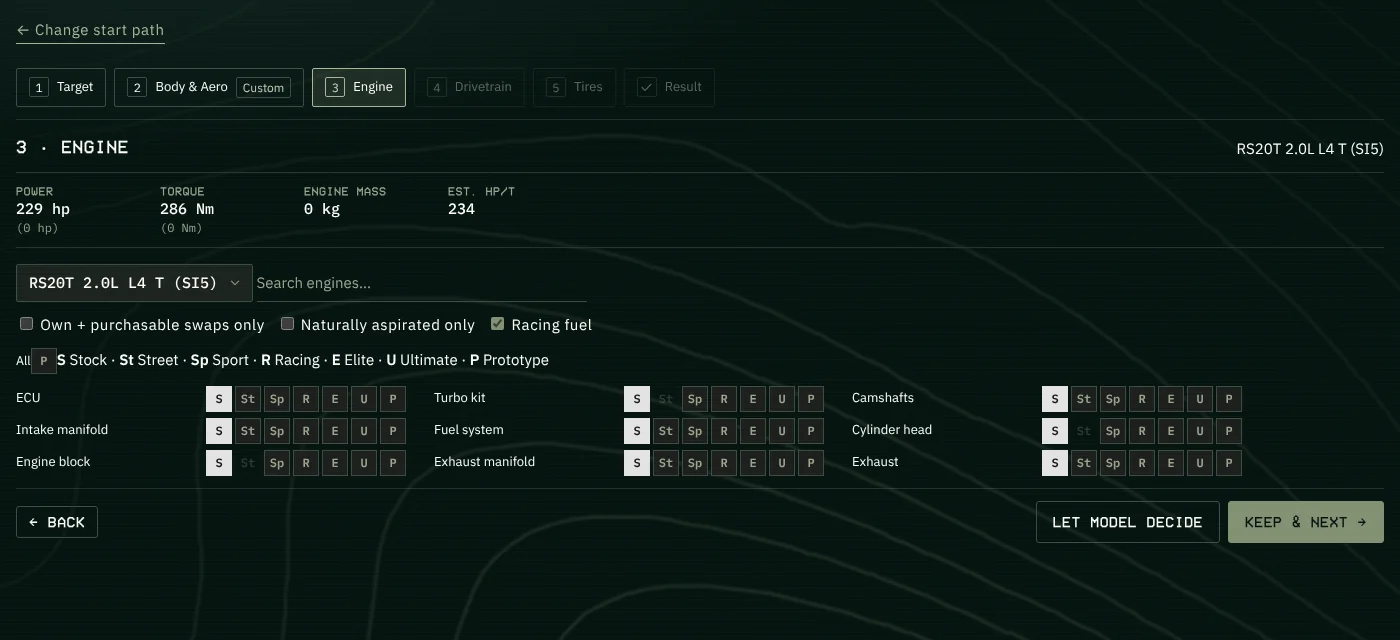 ← Change start path
1 Target 2 Body & Aero Custom 3 Engine 4 Drivetrain 5 Tires ✓ Result
3 · ENGINE RS20T 2.0L L4 T (SI5)
POWER TORQUE ENGINE MASS EST. HP/T
229 hp 286 Nm 0 kg 234
(0 hp) (0 Nm)
RS20T 2.0L L4 T (SI5) Search engines...
Own + purchasable swaps only Naturally aspirated only Racing fuel
All P S Stock · St Street · Sp Sport · R Racing · E Elite · U Ultimate · P Prototype
ECU S St Sp R E U P Turbo kit S St Sp R E U P Camshafts S St Sp R E U P
Intake manifold S St Sp R E U P Fuel system S St Sp R E U P Cylinder head S St Sp R E U P
Engine block S St Sp R E U P Exhaust manifold S St Sp R E U P Exhaust S St Sp R E U P
← BACK LET MODEL DECIDE KEEP & NEXT →